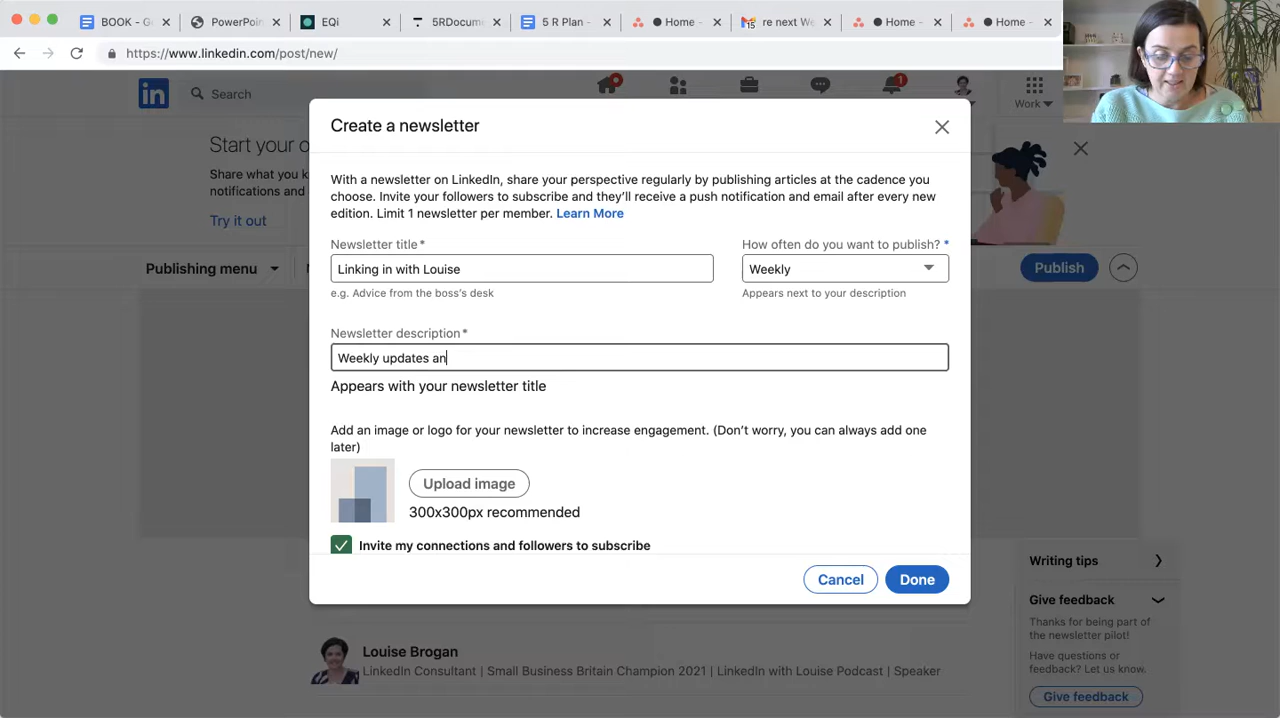 BOOK - G
PowerPoin
EQi
5RDocume
5 R Plan -
Home -
15
re next We
Home -
Home -
https://www.linkedin.com/post/new/
in
Search
1
Work
Start your o
Share what you k
notifications and
Try it out
Publishing menu
Publish
Create a newsletter
With a newsletter on LinkedIn, share your perspective regularly by publishing articles at the cadence you
choose. Invite your followers to subscribe and they'll receive a push notification and email after every new
edition. Limit 1 newsletter per member. Learn More
Newsletter title*
How often do you want to publish? *
Linking in with Louise
Weekly
e.g. Advice from the boss's desk
Appears next to your description
Newsletter description*
Weekly updates an
Appears with your newsletter title
Add an image or logo for your newsletter to increase engagement. (Don't worry, you can always add one
later)
Upload image
300x300px recommended
Invite my connections and followers to subscribe
Cancel
Done
Writing tips
Give feedback
Thanks for being part of
the newsletter pilot!
Have questions or
feedback? Let us know.
Give feedback
Louise Brogan
LinkedIn Consultant | Small Business Britain Champion 2021 | LinkedIn with Louise Podcast | Speaker